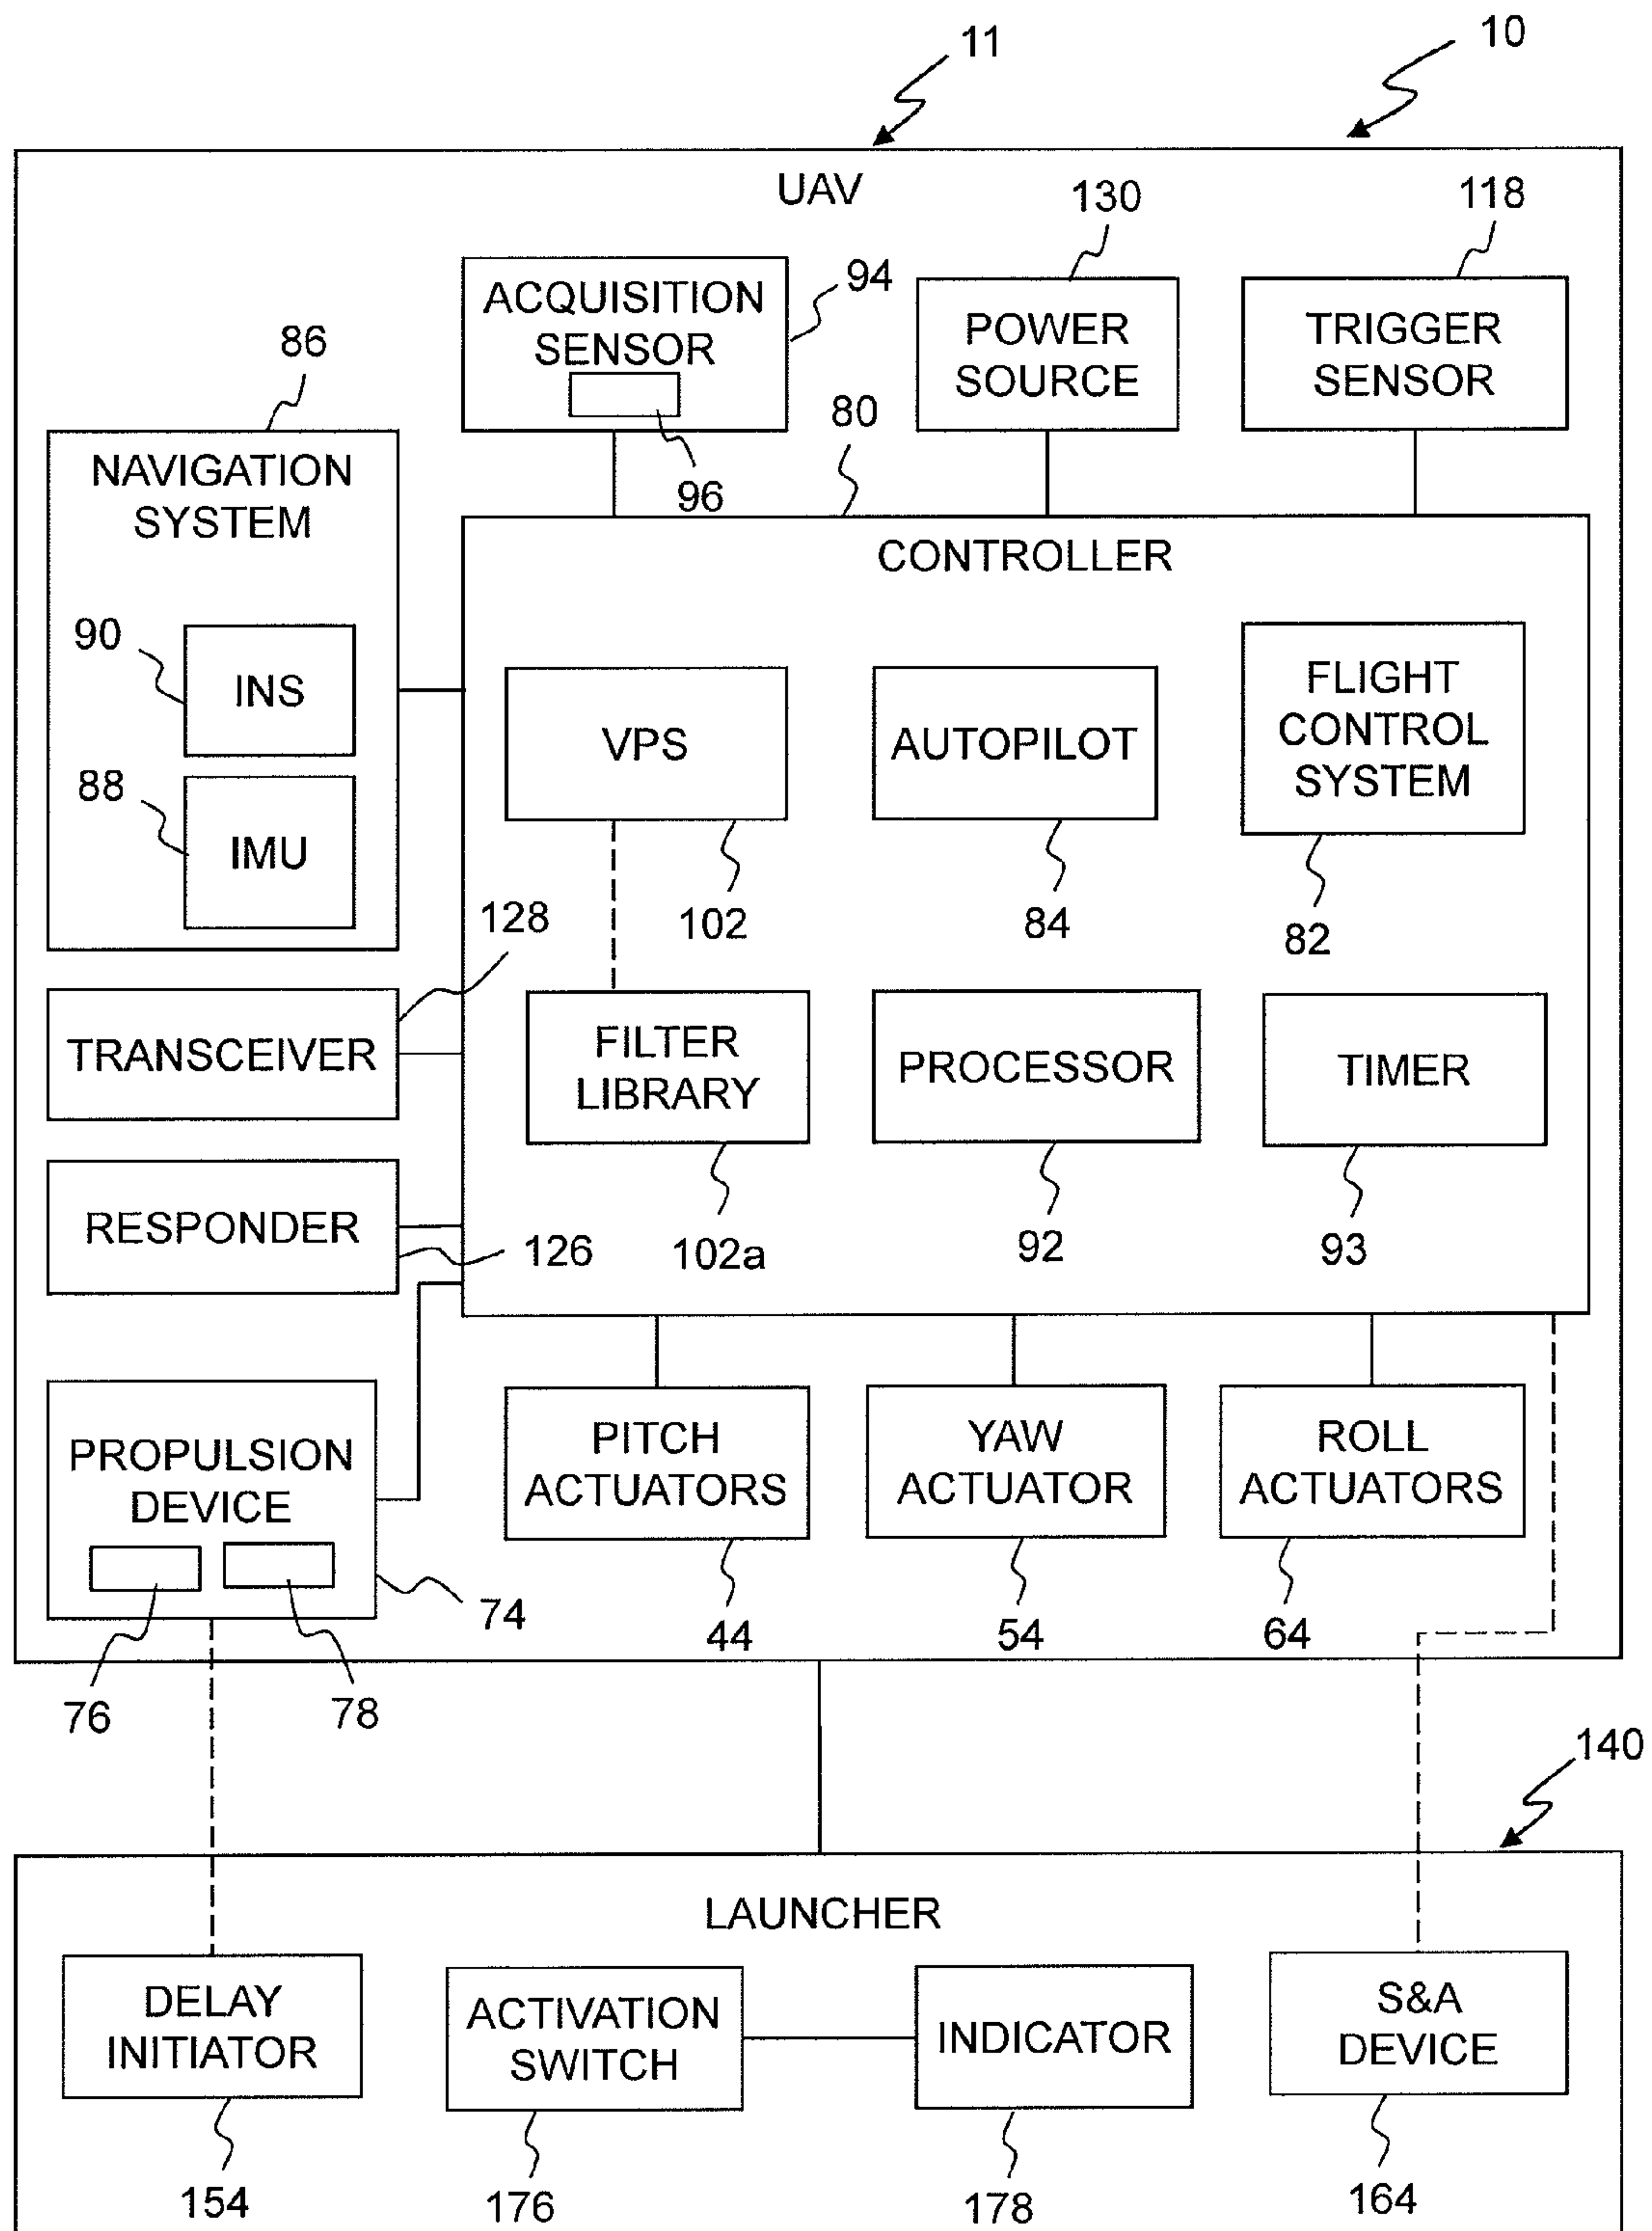 11
10
UAV
130
118
ACQUISITION
SENSOR
94
POWER
SOURCE
TRIGGER
SENSOR
86
80
96
NAVIGATION
SYSTEM
CONTROLLER
90
INS
88
IMU
VPS
AUTOPILOT
FLIGHT
CONTROL
SYSTEM
128
102
84
82
TRANSCEIVER
FILTER
LIBRARY
PROCESSOR
TIMER
RESPONDER
126
102a
92
93
PROPULSION
DEVICE
PITCH
ACTUATORS
YAW
ACTUATOR
ROLL
ACTUATORS
74
44
54
64
76
78
140
LAUNCHER
DELAY
INITIATOR
ACTIVATION
SWITCH
INDICATOR
S&A
DEVICE
154
176
178
164